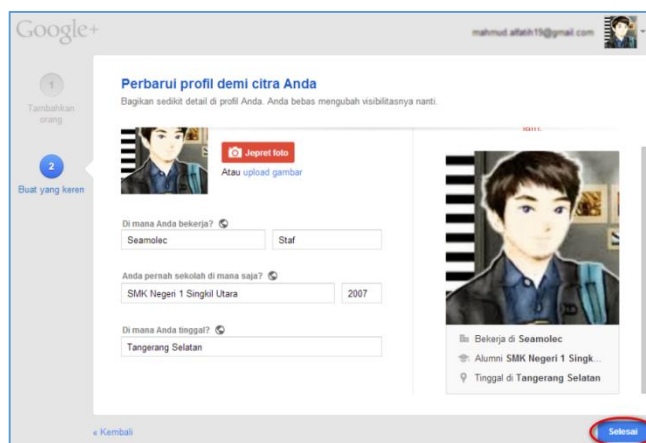 Google+
mahmud.alfatih19@gmail.com
1
Tambahkan
orang
2
Buat yang keren
Perbarui profil demi citra Anda
Bagikan sedikit detail di profil Anda. Anda bebas mengubah visibilitasnya nanti.
Jepret foto
Atau upload gambar
lain.
Di mana Anda bekerja?
Seamolec Staf
Anda pernah sekolah di mana saja?
SMK Negeri 1 Singkil Utara 2007
Di mana Anda tinggal?
Tangerang Selatan
Bekerja di Seamolec
Alumni SMK Negeri 1 Singk...
Tinggal di Tangerang Selatan
« Kembali
Selesai